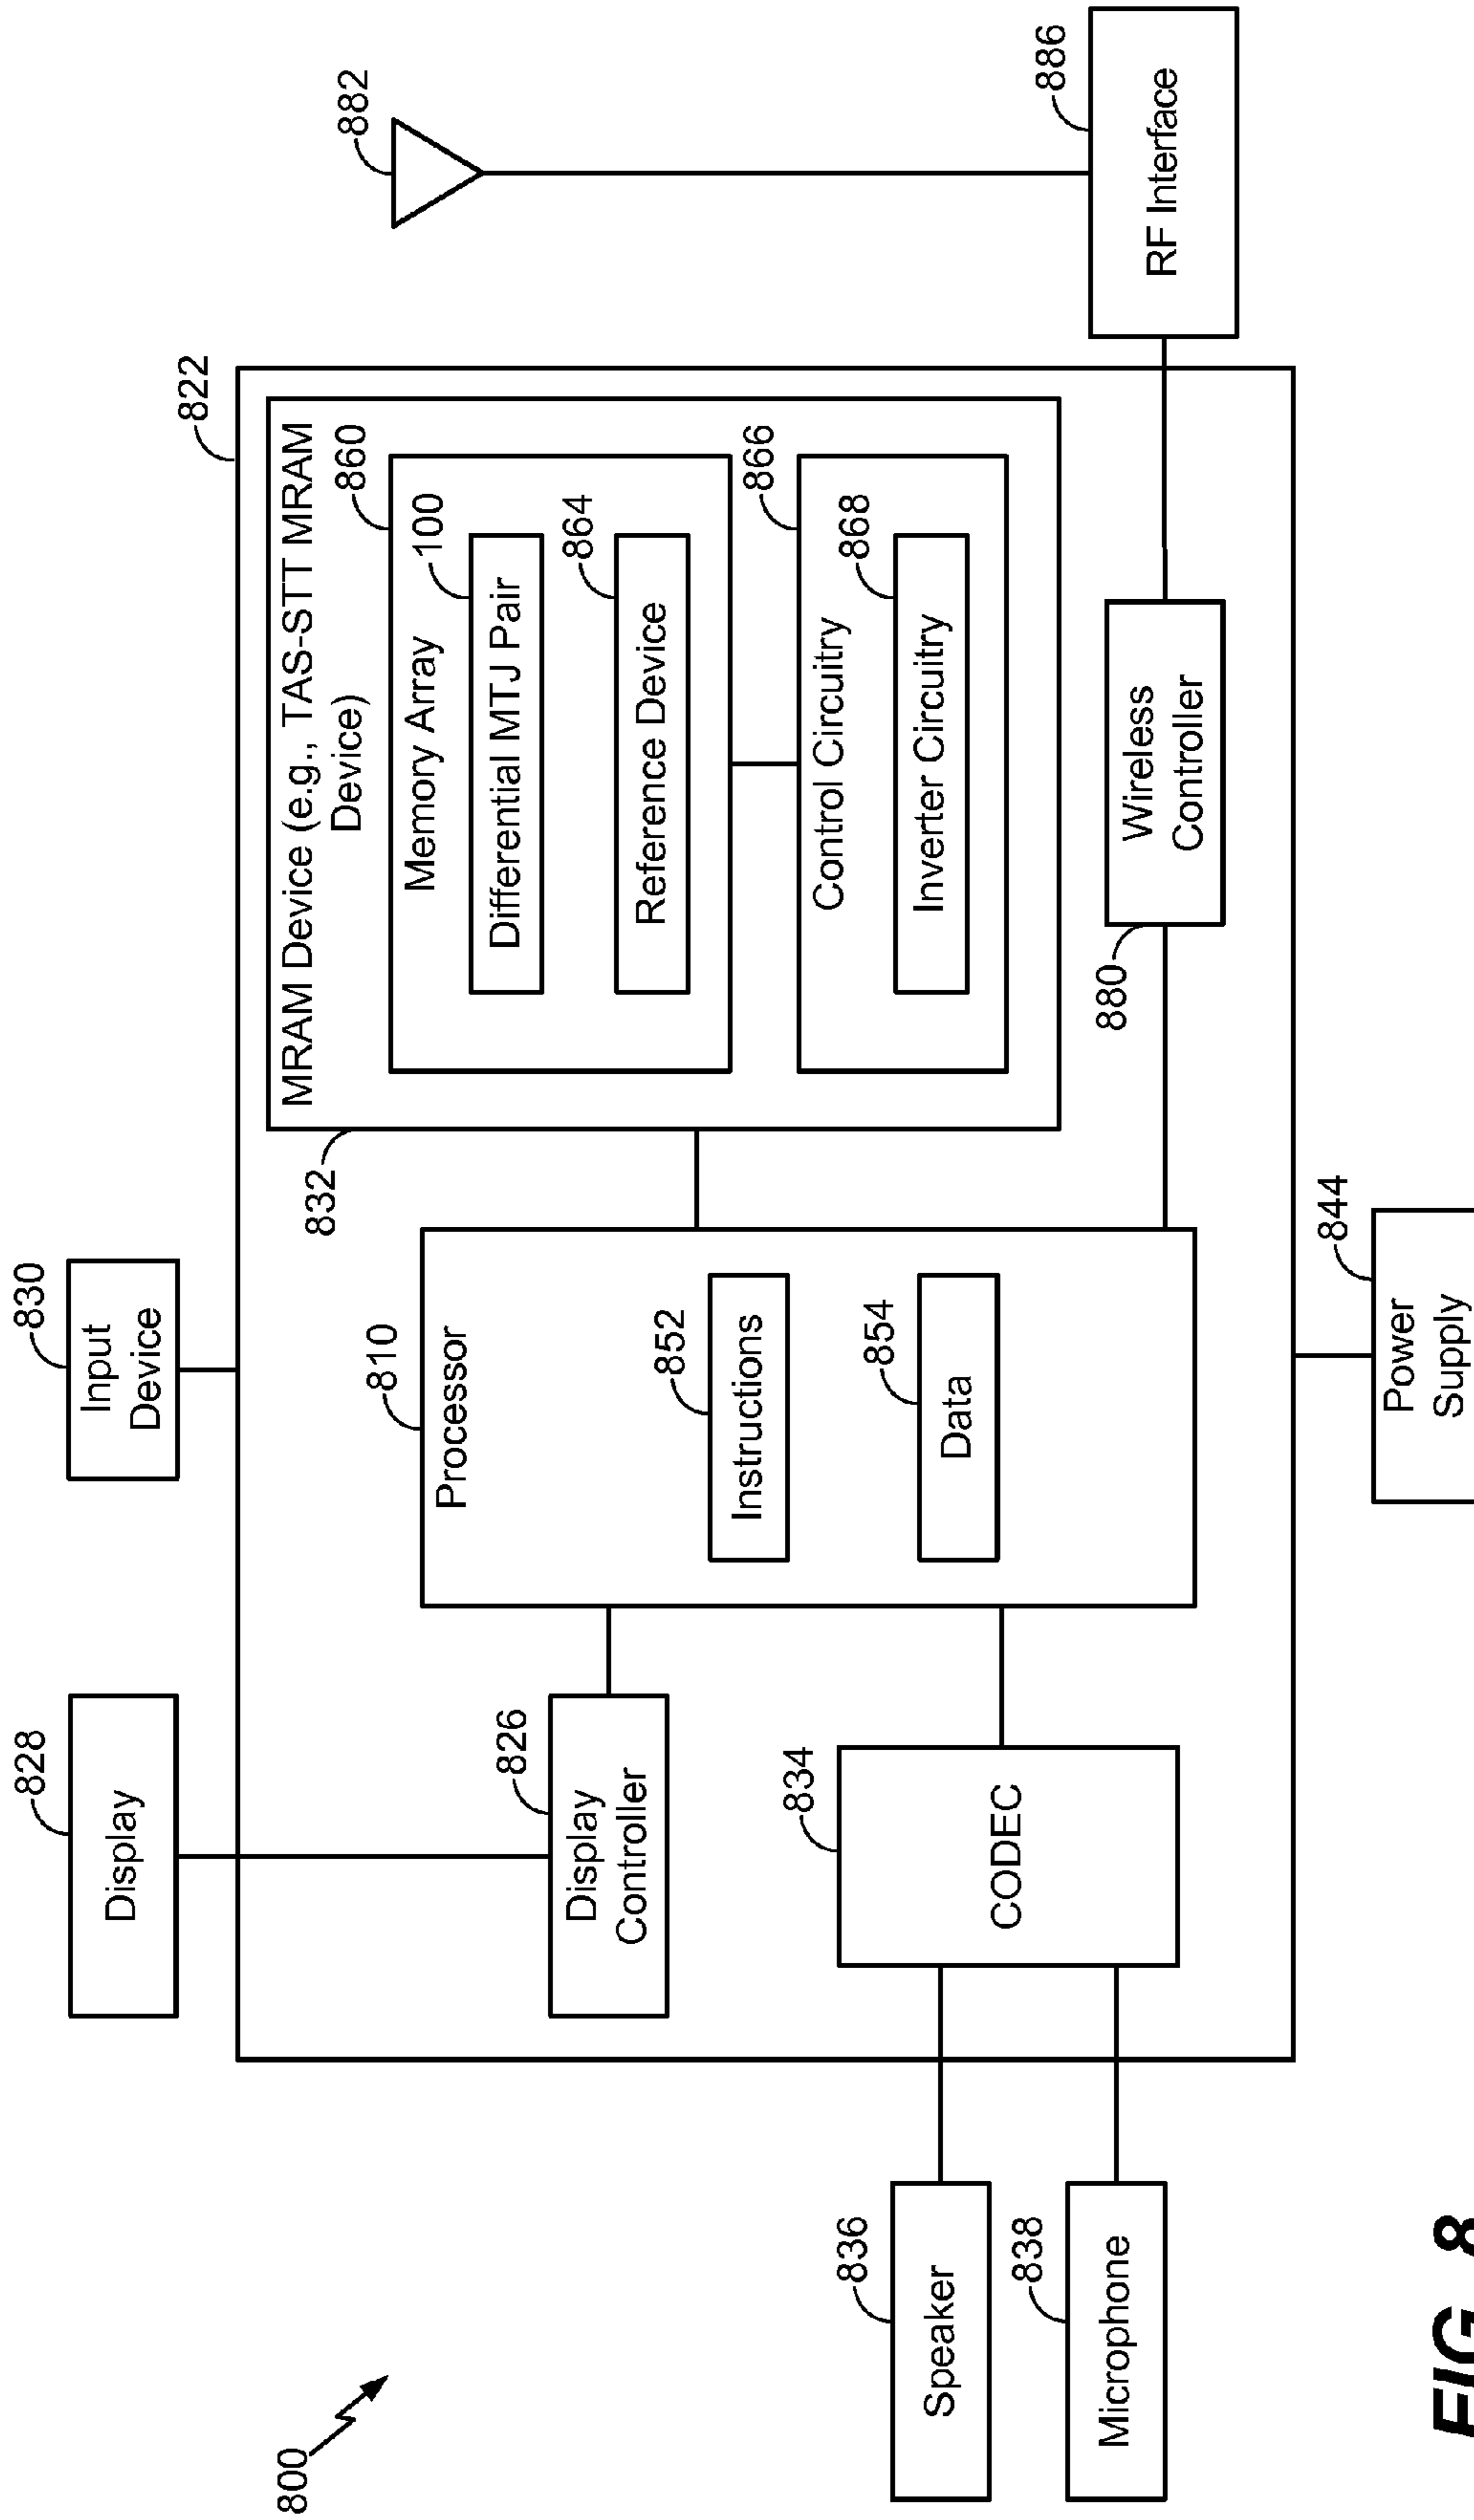 800
828
Display
830
Input
Device
822
882
832
MRAM Device (e.g., TAS-STT MRAM
Device)
860
Memory Array
100
Differential MTJ Pair
864
Reference Device
866
Control Circuitry
868
Inverter Circuitry
810
Processor
852
Instructions
854
Data
826
Display
Controller
834
CODEC
836
Speaker
838
Microphone
880
Wireless
Controller
886
RF Interface
844
Power
Supply
FIG. 8